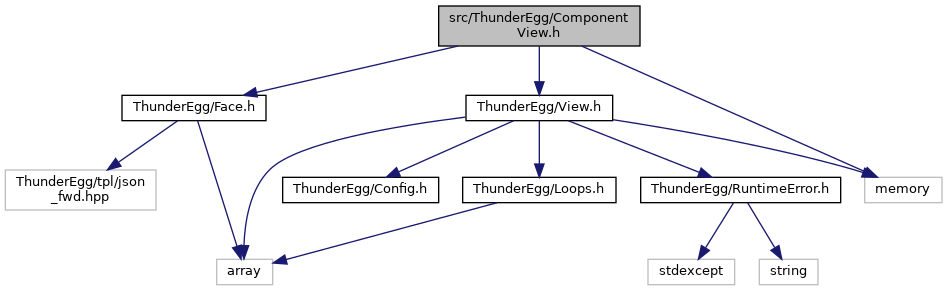 src/ThunderEgg/Component
View.h
ThunderEgg/Face.h
ThunderEgg/View.h
ThunderEgg/tpl/json
_fwd.hpp
ThunderEgg/Config.h
ThunderEgg/Loops.h
ThunderEgg/RuntimeError.h
memory
array
stdexcept
string